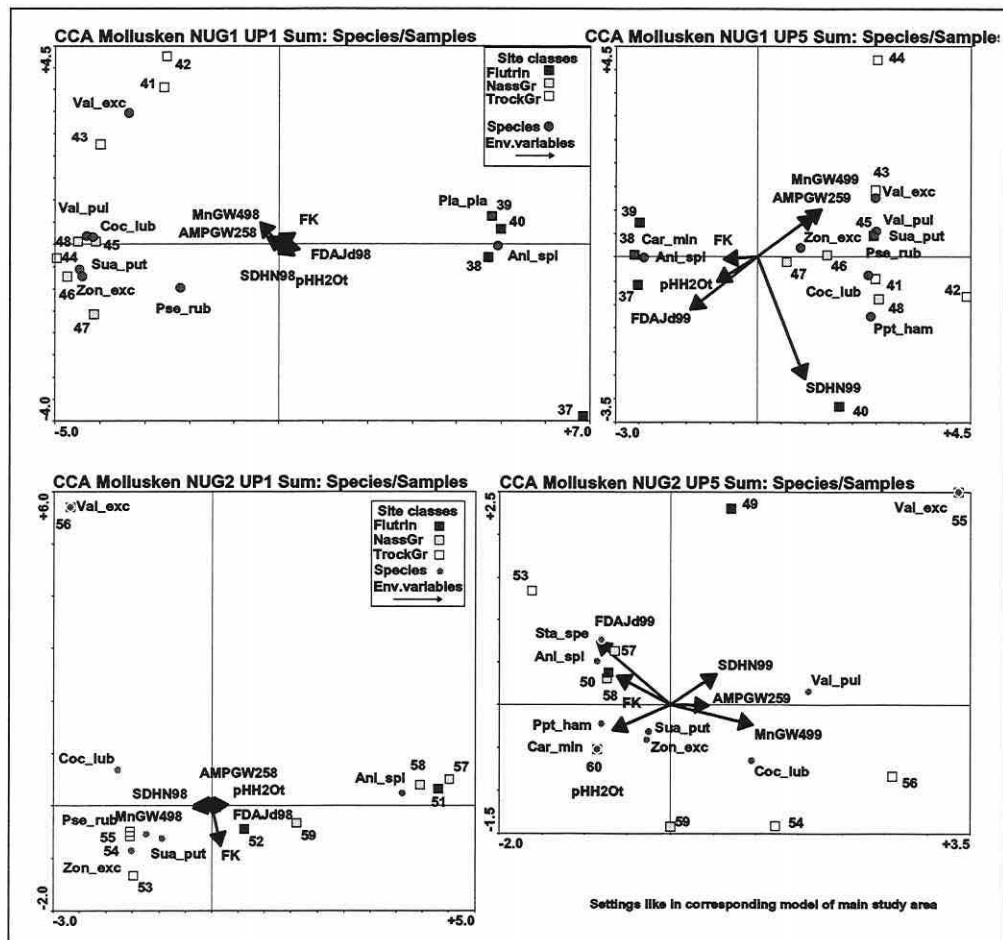 CCA Mollusken NUG1 UP1 Sum: Species/Samples
+4.5
42
41
Val_exc
43
Site classes
Flutrin
NassGr
TrockGr
Species
Env.variables
Val_pul
Coc_lub
48
45
44
Sua_put
46
Zon_exc
47
Pse_rub
MnGW498
AMPGW258
FK
FDAJd98
SDHN98
pHH2Ot
Pla_pla
39
40
Ani_spi
38
37
-4.0
-5.0
+7.0
CCA Mollusken NUG1 UP5 Sum: Species/Samples
+4.5
44
MnGW499
AMPGW259
43
Val_exc
39
38
Car_min
FK
Zon_exc
45
Val_pul
Sua_put
Ani_spi
Pse_rub
37
pHH2Ot
47
46
41
Coc_lub
48
42
FDAJd99
Ppt_ham
SDHN99
40
-3.5
-3.0
+4.5
CCA Mollusken NUG2 UP1 Sum: Species/Samples
+6.0
Val_exc
56
Site classes
Flutrin
NassGr
TrockGr
Species
Env.variables
Coc_lub
AMPGW258
SDHN98
pHH2Ot
Ani_spi
58
57
51
Pse_rub
MnGW498
FDAJd98
55
52
59
54
Sua_put
FK
Zon_exc
53
-2.0
-3.0
+5.0
CCA Mollusken NUG2 UP5 Sum: Species/Samples
+2.5
49
Val_exc
55
53
FDAJd99
Sta_spe
57
Ani_spi
SDHN99
50
58
FK
AMPGW259
Val_pul
Ppt_ham
Sua_put
MnGW499
Car_min
Zon_exc
60
Coc_lub
pHH2Ot
56
59
54
-1.5
-2.0
+3.5
Settings like in corresponding model of main study area